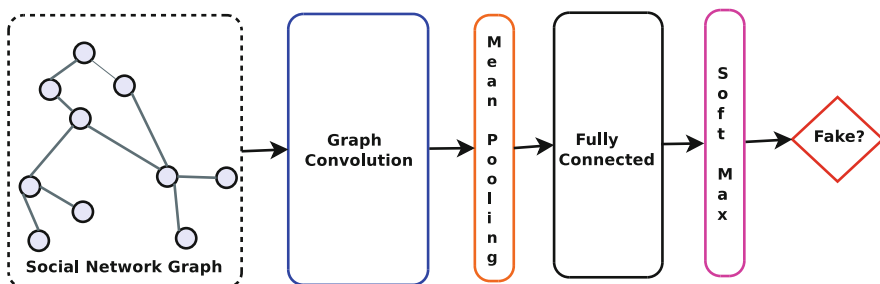 Social Network Graph
Graph
Convolution
Mean Pooling
Fully
Connected
Soft Max
Fake?